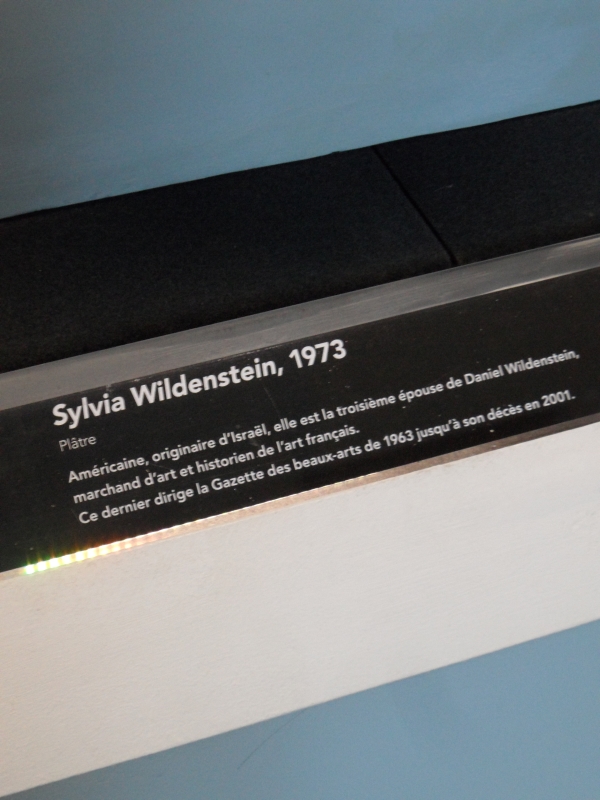 Sylvia Wildenstein, 1973
Plâtre
Américaine, originaire d'Israël, elle est la troisième épouse de Daniel Wildenstein,
marchand d'art et historien de l'art français.
Ce dernier dirige la Gazette des beaux-arts de 1963 jusqu'à son décès en 2001.